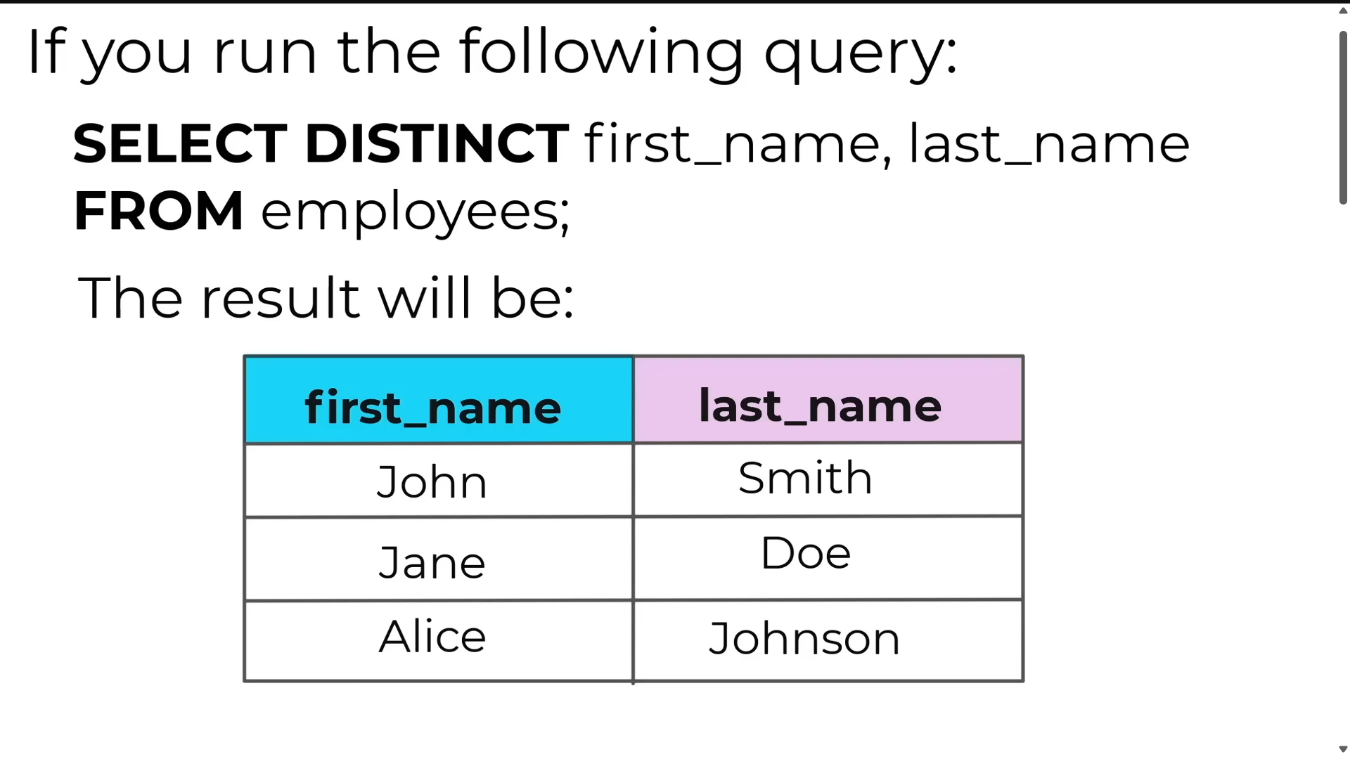 If you run the following query:
SELECT DISTINCT first_name, last_name
FROM employees;
The result will be:
first_name last_name
John Smith
Jane Doe
Alice Johnson